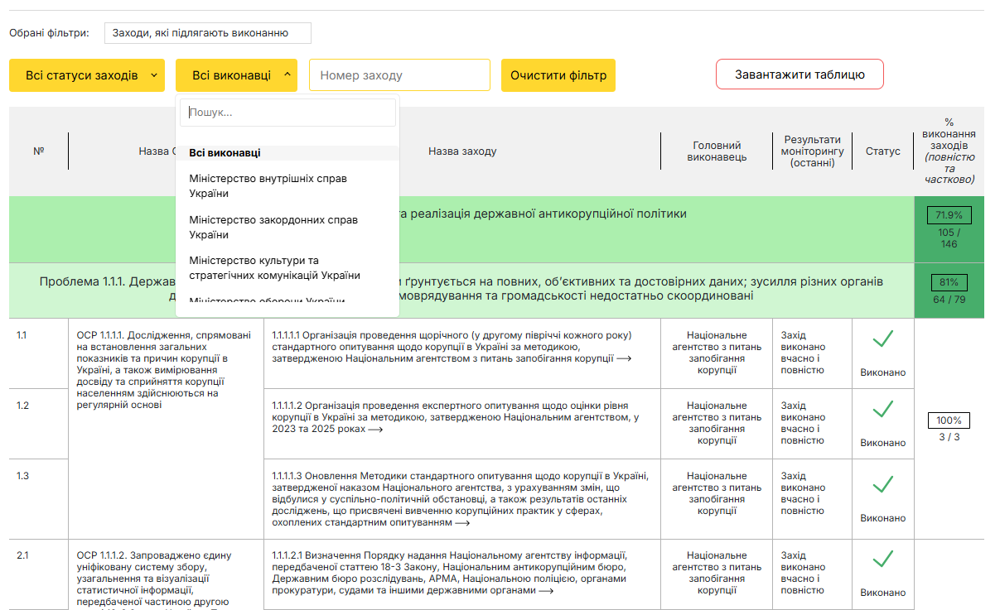 Обрані фільтри:
Заходи, які підлягають виконанню
Всі статуси заходів
Всі виконавці
Номер заходу
Очистити фільтр
Завантажити таблицю
Пошук...
Всі виконавці
Міністерство внутрішніх справ
України
Міністерство закордонних справ
України
Міністерство культури та
стратегічних комунікацій України
Міністерство оборони України
№
Назва
Назва заходу
Головний
виконавець
Результати
моніторингу
(останні)
Статус
%
виконання
заходів
(повністю
та
частково)
та реалізація державної антикорупційної політики
71.9%
105 /
146
Проблема 1.1.1.
ґрунтується на повних, об’єктивних та достовірних даних; зусилля різних органів
та громадськості недостатньо скоординовані
81%
64 / 79
1.1
ОСР 1.1.1.1. Дослідження, спрямовані
на встановлення загальних
показників та причин корупції в
Україні, а також вимірювання
досвіду та сприйняття корупції
населенням здійснюються на
регулярній основі
1.1.1.1.1 Організація проведення щорічного (у другому півріччі кожного року)
стандартного опитування щодо корупції в Україні за методикою,
затвердженою Національним агентством з питань запобігання корупції →
Національне
агентство з питань
запобігання
корупції
Захід
виконано
вчасно і
повністю
Виконано
1.2
1.1.1.1.2 Організація проведення експертного опитування щодо оцінки рівня
корупції в Україні за методикою, затвердженою Національним агентством, у
2023 та 2025 роках →
Національне
агентство з питань
запобігання
корупції
Захід
виконано
вчасно і
повністю
Виконано
100%
3 / 3
1.3
1.1.1.1.3 Оновлення Методики стандартного опитування щодо корупції в Україні,
затвердженої наказом Національного агентства, з урахуванням змін, що
відбулися у суспільно-політичній обстановці, а також результатів останніх
досліджень, що присвячені вивченню корупційних практик у сферах,
охоплених стандартним опитуванням →
Національне
агентство з питань
запобігання
корупції
Захід
виконано
вчасно і
повністю
Виконано
2.1
ОСР 1.1.1.2. Запроваджено єдину
уніфіковану систему збору,
узагальнення та візуалізації
статистичної інформації,
передбаченої частиною другою
1.1.1.2.1 Визначення Порядку надання Національному агентству інформації,
передбаченої статтею 18-3 Закону, Національним антикорупційним бюро,
Державним бюро розслідувань, АРМА, Національною поліцією, органами
прокуратури, судами та іншими державними органами →
Національне
агентство з питань
запобігання
корупції
Захід
виконано
вчасно і
повністю
Виконано